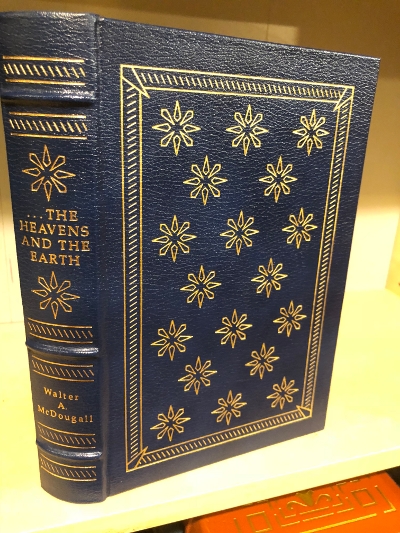 ...THE
HEAVENS
AND THE
EARTH
Walter
A.
McDougall